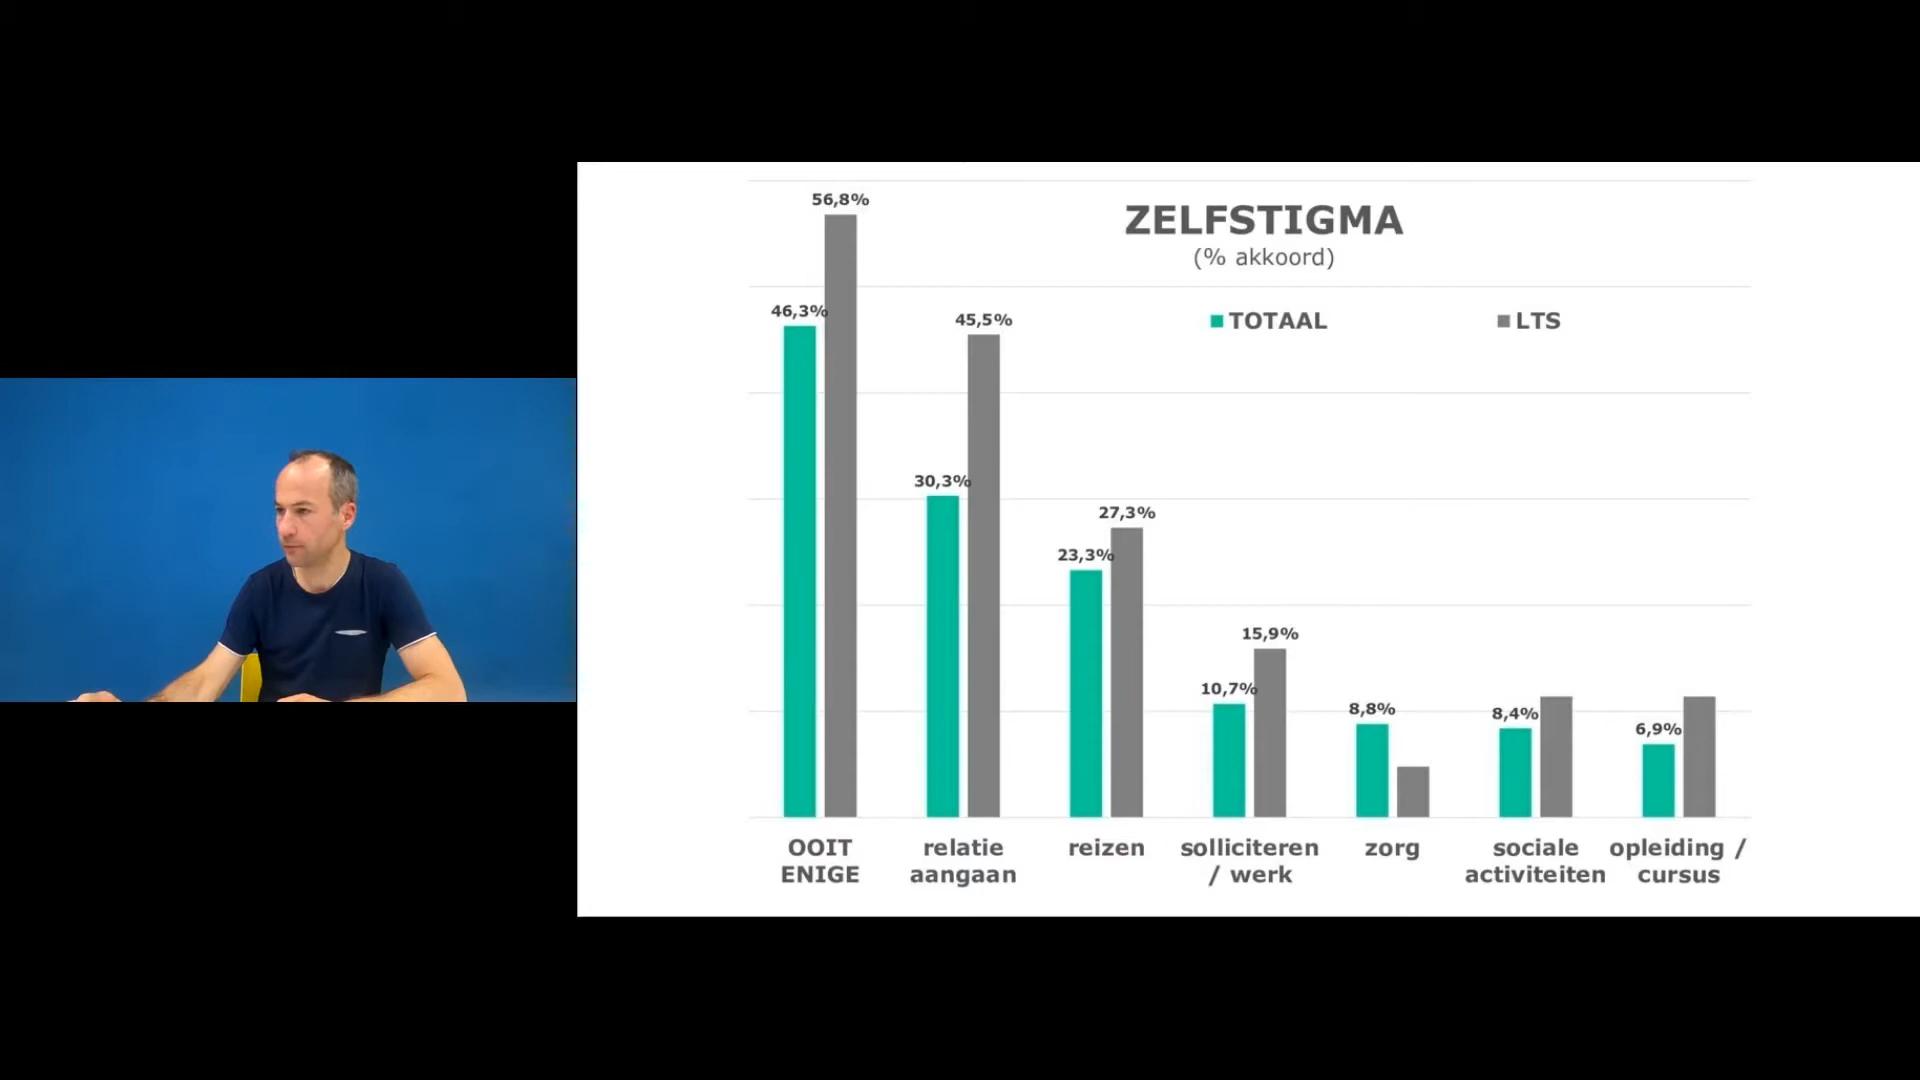 ZELFSTIGMA
(% akkoord)
TOTAAL
LTS
56,8%
46,3%
45,5%
30,3%
27,3%
23,3%
15,9%
10,7%
8,8%
8,4%
6,9%
OOIT
ENIGE
relatie
aangaan
reizen
solliciteren
/ werk
zorg
sociale
activiteiten
opleiding /
cursus